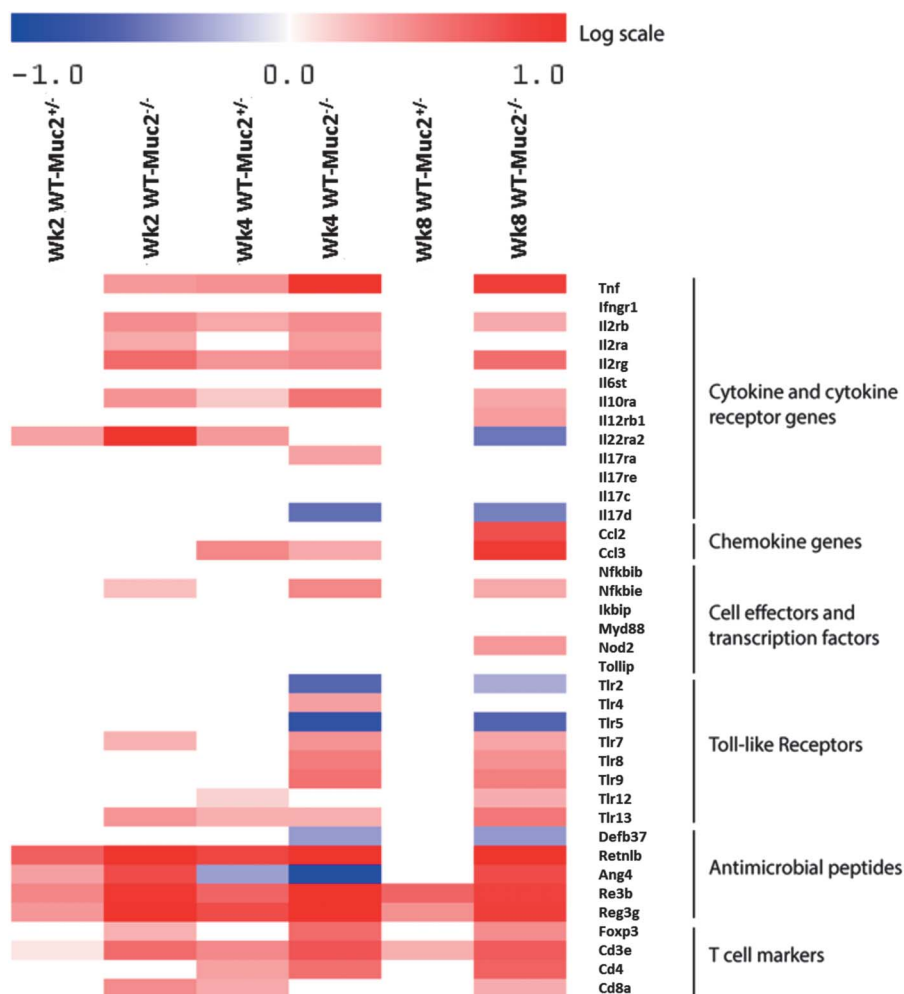 Log scale
-1.0 0.0 1.0
Wk2 WT-Muc2+/-
Wk2 WT-Muc2-/-
Wk4 WT-Muc2+/-
Wk4 WT-Muc2-/-
Wk8 WT-Muc2+/-
Wk8 WT-Muc2-/-
Tnf
Ifngr1
Il2rb
Il2ra
Il2rg
Il6st
Il10ra
Il12rb1
Il22ra2
Il17ra
Il17re
Il17c
Il17d
Cytokine and cytokine
receptor genes
Ccl2
Ccl3
Chemokine genes
Nfkbib
Nfkbie
Ikbip
Myd88
Nod2
Tollip
Cell effectors and
transcription factors
Tlr2
Tlr4
Tlr5
Tlr7
Tlr8
Tlr9
Tlr12
Tlr13
Toll-like Receptors
Defb37
Retnlb
Ang4
Re3b
Reg3g
Antimicrobial peptides
Foxp3
Cd3e
Cd4
Cd8a
T cell markers